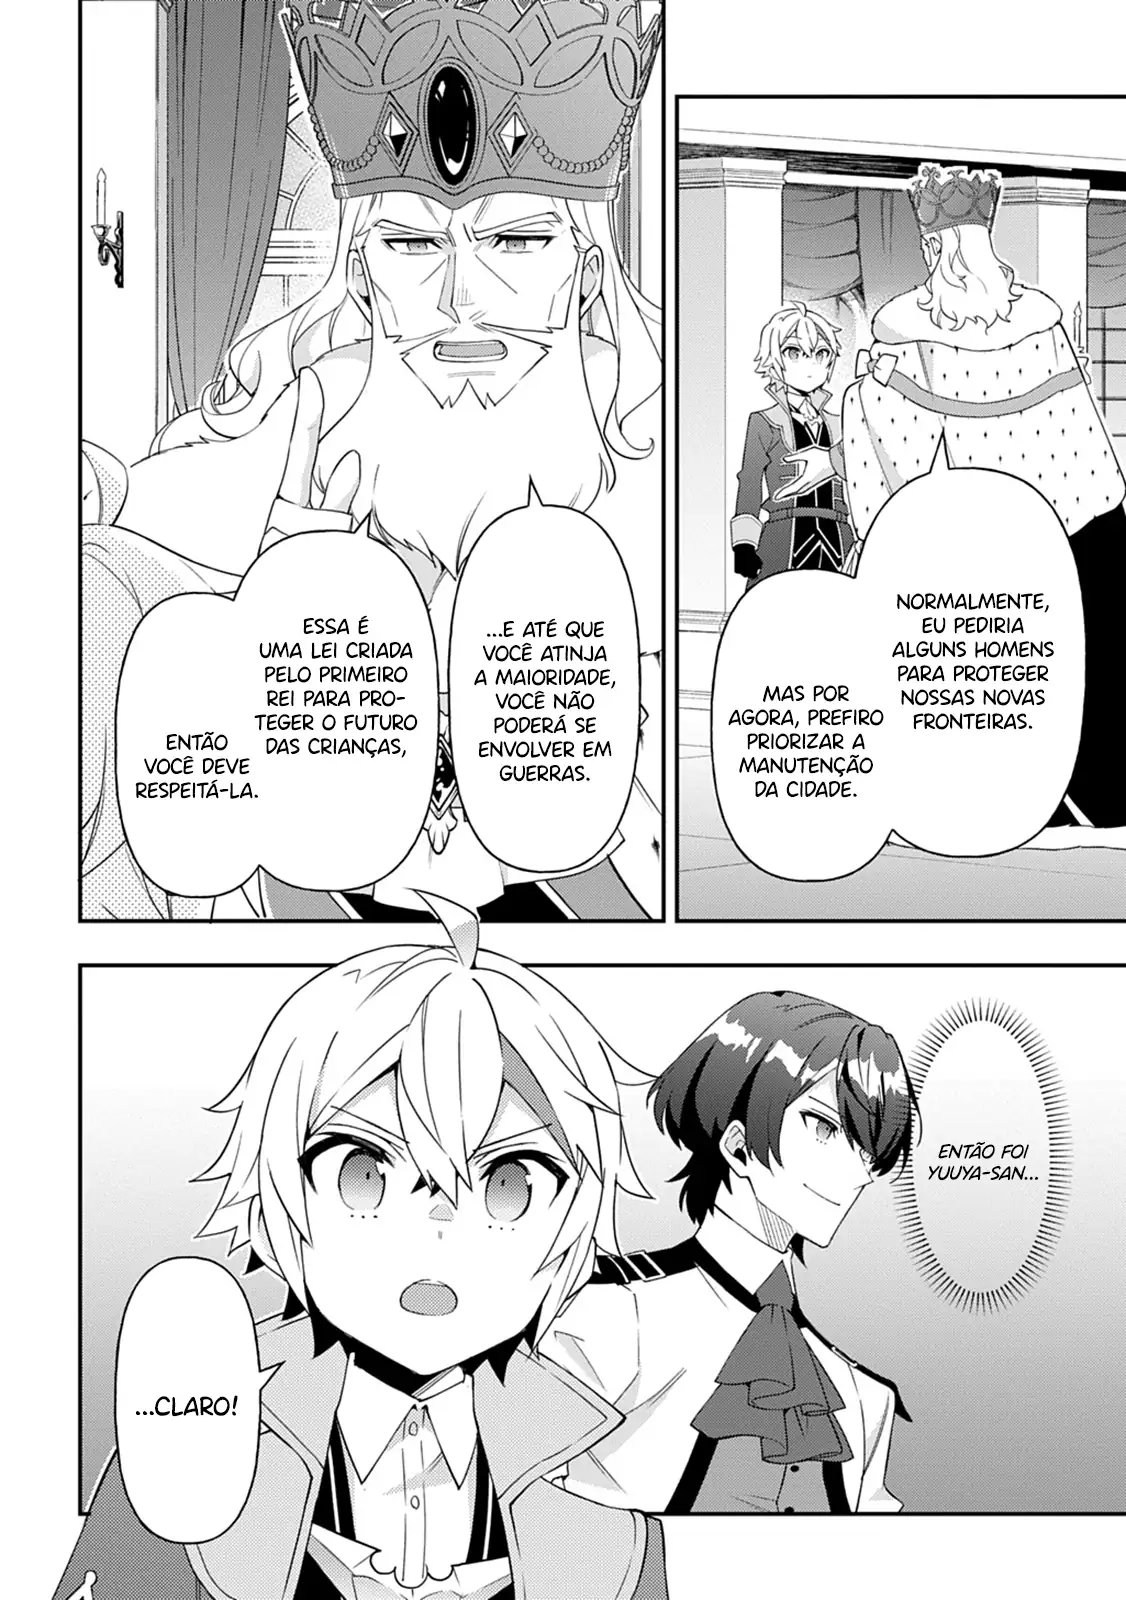 NORMALMENTE,
EU PEDIRIA
ALGUNS HOMENS
PARA PROTEGER
NOSSAS NOVAS
FRONTEIRAS.
MAS POR
AGORA, PREFIRO
PRIORIZAR A
MANUTENÇÃO
DA CIDADE.
...E ATÉ QUE
VOCÊ ATINJA
A MAIORIDADE,
VOCÊ NÃO
PODERÁ SE
ENVOLVER EM
GUERRAS.
ESSA É
UMA LEI CRIADA
PELO PRIMEIRO
REI PARA PRO-
TEGER O FUTURO
DAS CRIANÇAS,
ENTÃO
VOCÊ DEVE
RESPEITÁ-LA.
ENTÃO FOI
YUUYA-SAN...
...CLARO!